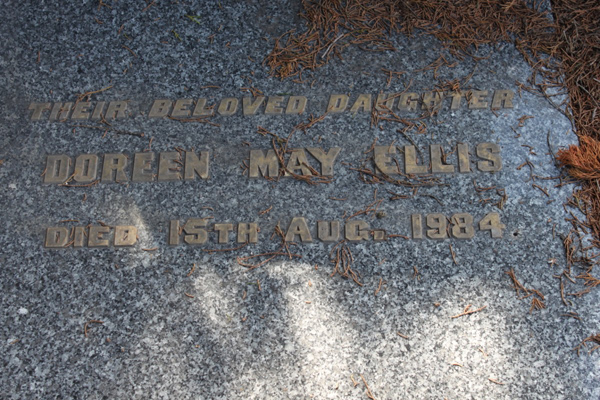 THEIR BELOVED DAUGHTER
DOREEN MAY ELLIS
DIED 15TH AUG., 1984